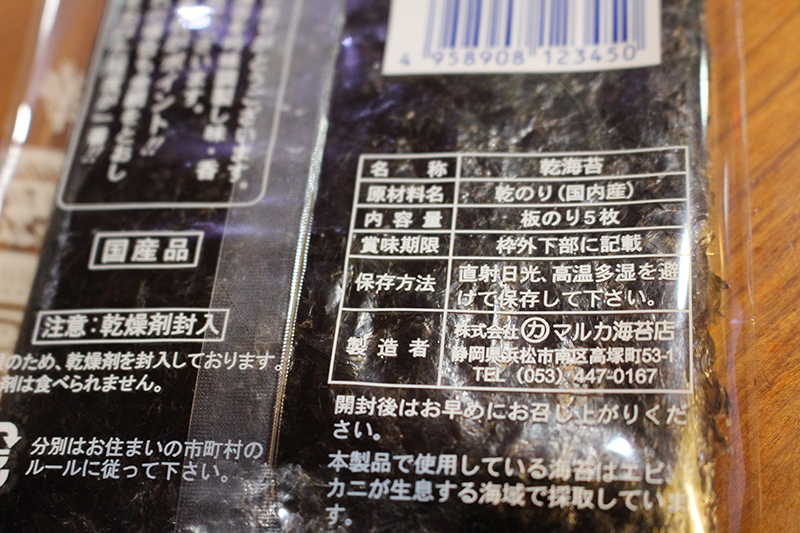 4 958908 123450
名称 乾海苔
原材料名 乾のり(国内産)
内容量 板のり5枚
賞味期限 枠外下部に記載
保存方法 直射日光、高温多湿を避
けて保存して下さい。
製造者 株式会社 カ マルカ海苔店
静岡県浜松市南区高塚町53-1
TEL (053) 447-0167
開封後はお早めにお召し上がりくだ
さい。
本製品で使用している海苔はエビ、
カニが生息する海域で採取していま
す。
国産品
注意:乾燥剤封入
のため、乾燥剤を封入しております。
剤は食べられません。
分別はお住まいの市町村の
ルールに従って下さい。